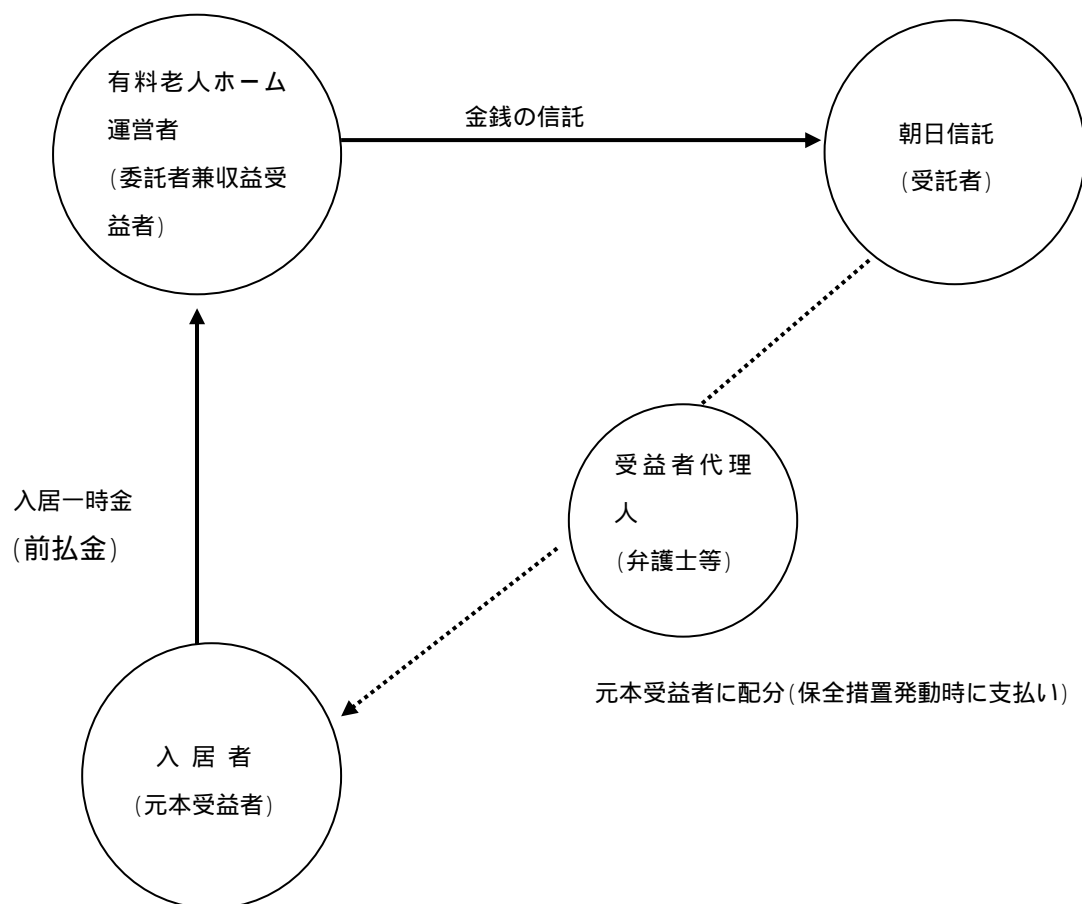 有料老人ホーム
運営者
(委託者兼収益受
益者)
金銭の信託
朝日信託
(受託者)
入居一時金
(前払金)
受益者代理
人
(弁護士等)
元本受益者に配分(保全措置発動時に支払い)
入居者
(元本受益者)